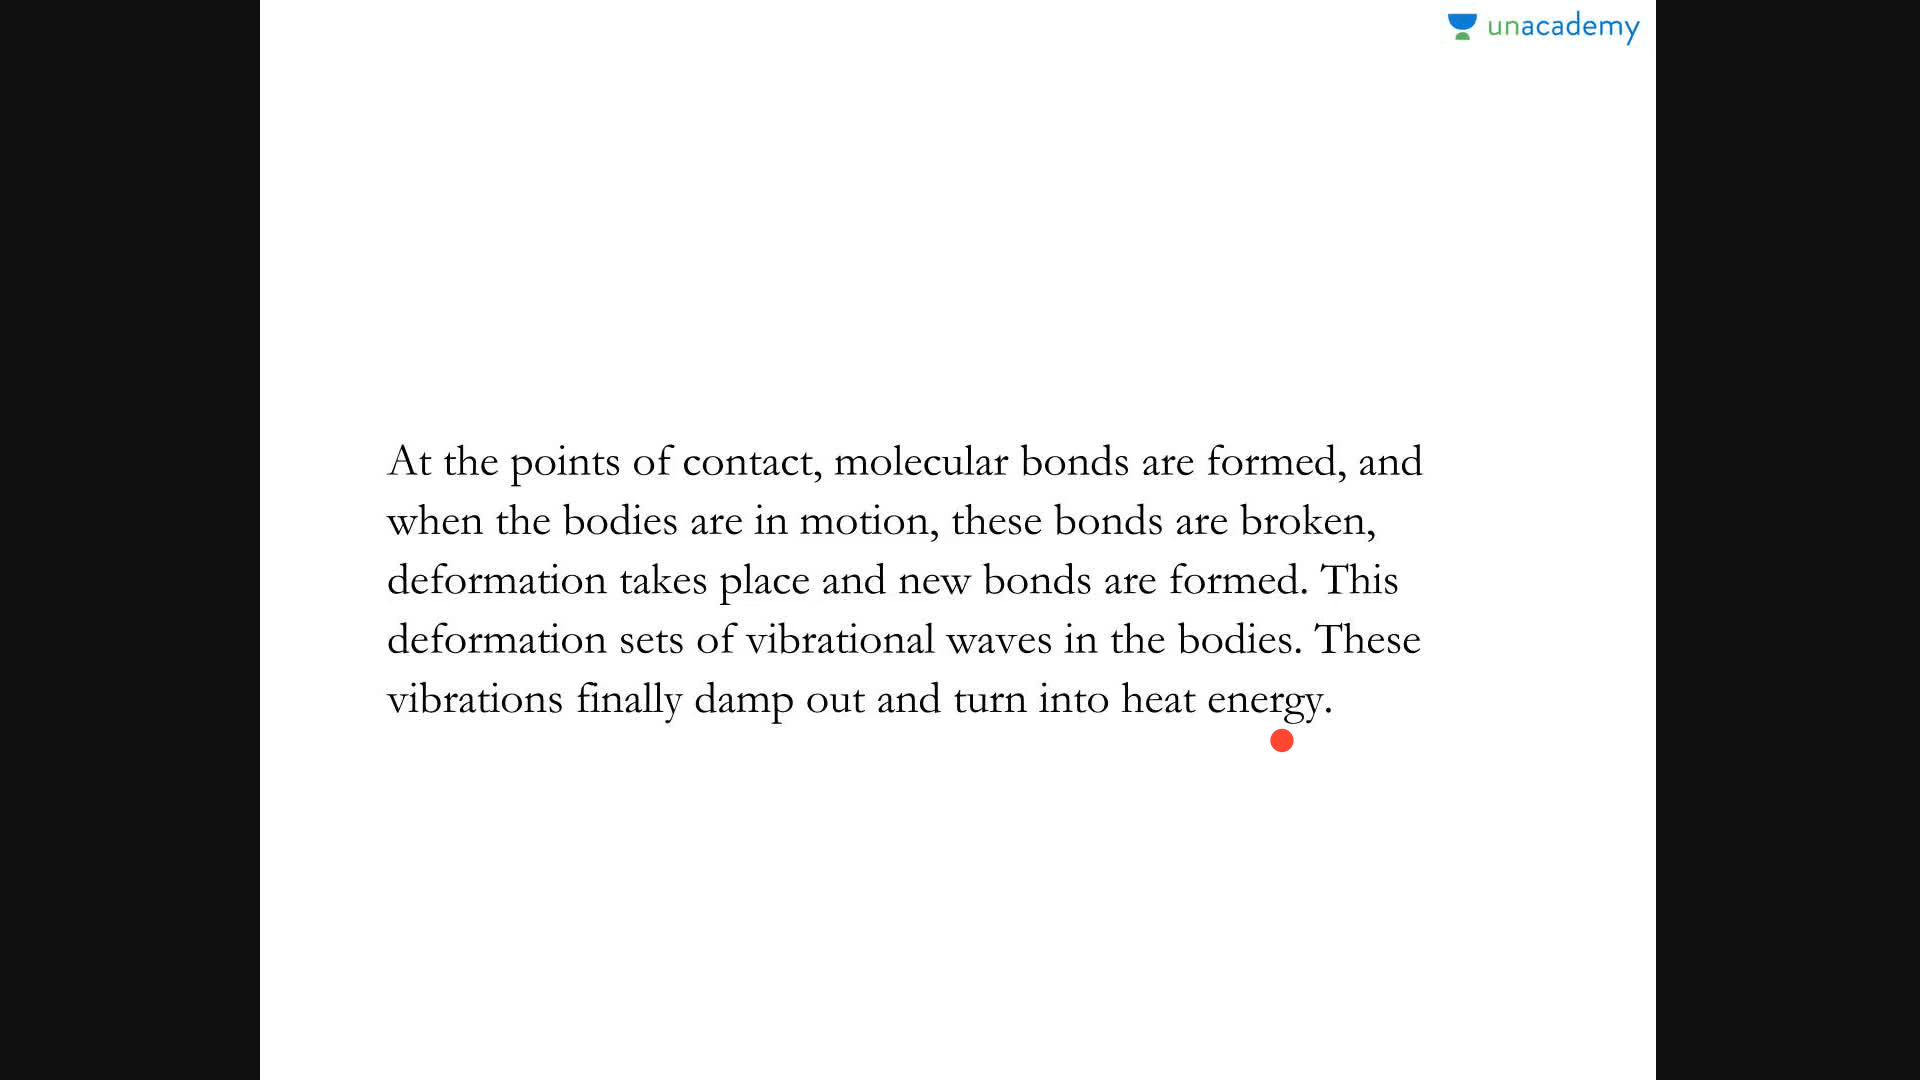 unacademy
At the points of contact, molecular bonds are formed, and
when the bodies are in motion, these bonds are broken,
deformation takes place and new bonds are formed. This
deformation sets of vibrational waves in the bodies. These
vibrations finally damp out and turn into heat energy.